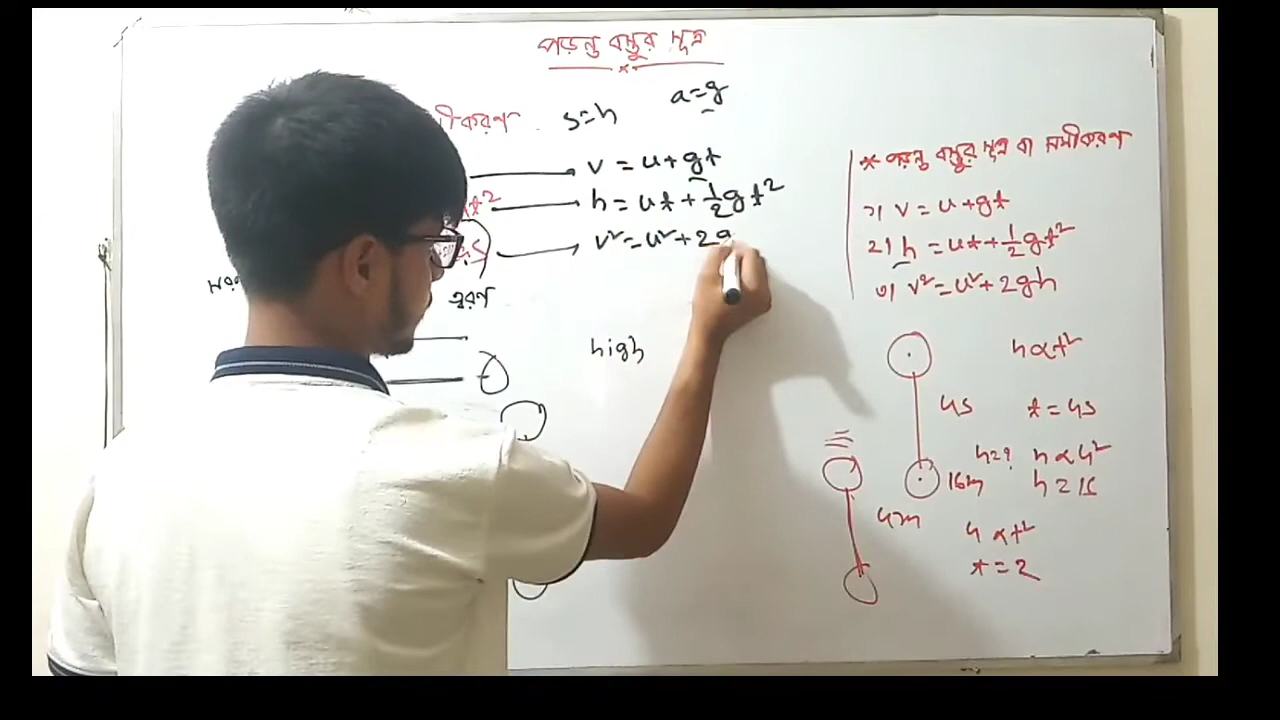 পড়ন্ত বস্তুর সূত্র
a=g
s=h
v = u+gt
h = ut + 1/2gt²
v²=u²+2g
ত্বরণ
high
* পড়ন্ত বস্তুর সূত্র বা সমীকরণ
১) v = u+gt
২) h = ut+1/2gt²
৩) v²=u²+2gh
h∝t²
4s
t = 4s
h=?
h∝4²
16m
h=16
4m
4∝t²
t=2